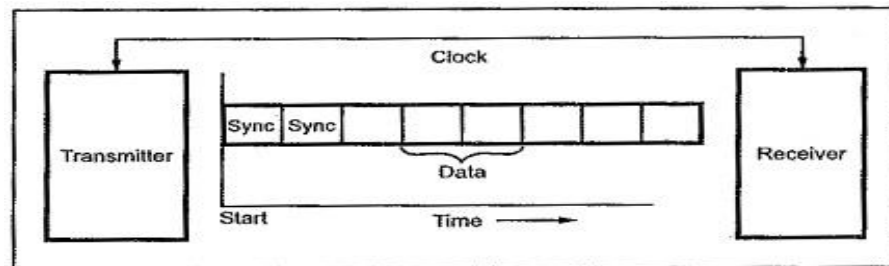 Clock
Sync Sync
Transmitter
Receiver
Data
Start
Time